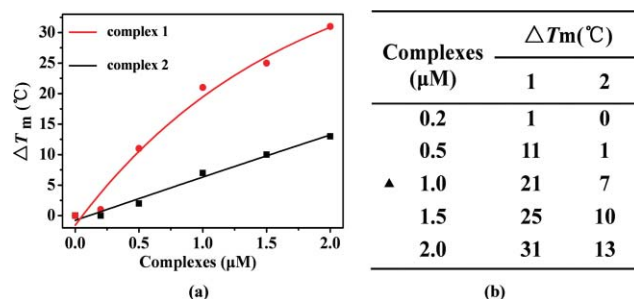 complex 1
complex 2
△Tm(℃)
30
25
20
15
10
5
0
0.0 0.5 1.0 1.5 2.0
Complexes (μM)
(a)
Complexes (μM) △Tm(℃)
1 2
0.2 1 0
0.5 11 1
▲ 1.0 21 7
1.5 25 10
2.0 31 13
(b)